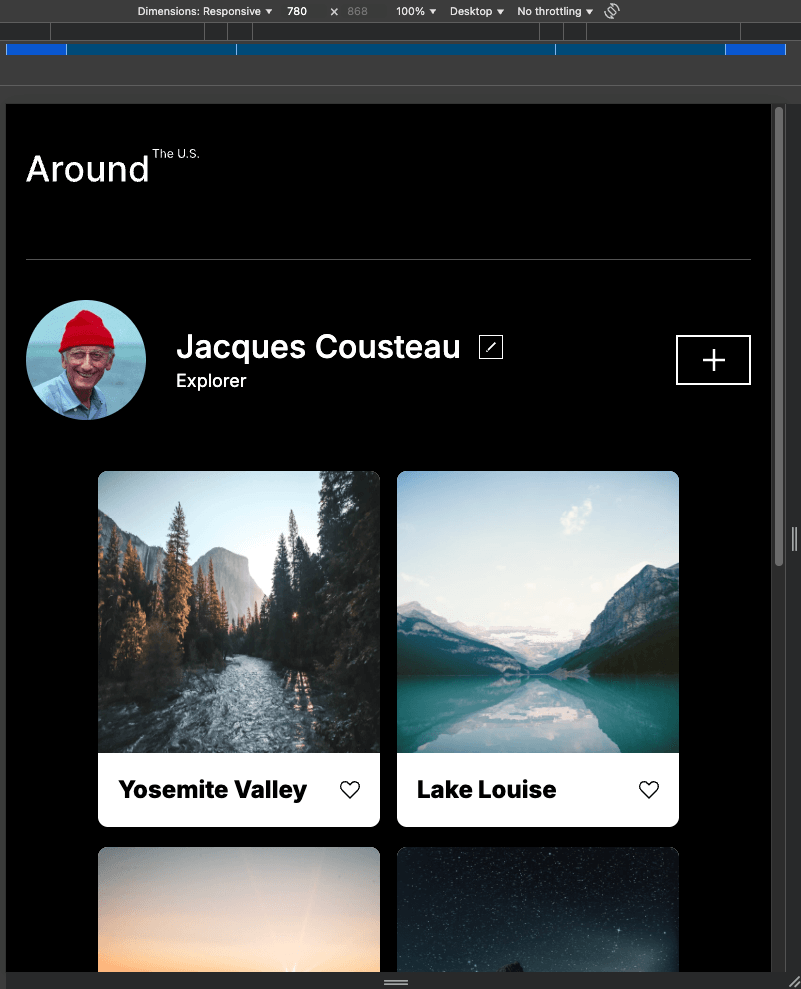 Dimensions: Responsive ▼ 780 × 868 100% ▼ Desktop ▼ No throttling ▼
Around The U.S.
Jacques Cousteau
Explorer
Yosemite Valley
Lake Louise